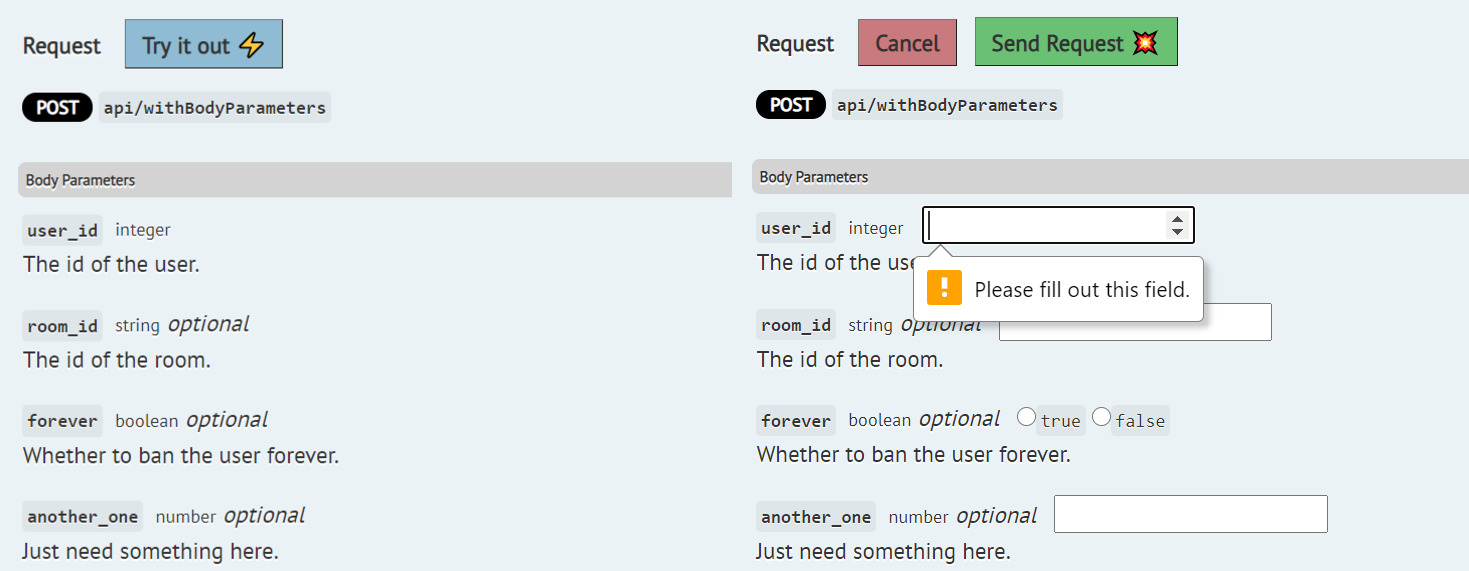 Request Try it out ⚡
POST api/withBodyParameters
Body Parameters
user_id integer
The id of the user.
room_id string optional
The id of the room.
forever boolean optional
Whether to ban the user forever.
another_one number optional
Just need something here.
Request Cancel Send Request 💥
POST api/withBodyParameters
Body Parameters
user_id integer
The id of the use
Please fill out this field.
room_id string optional
The id of the room.
forever boolean optional true false
Whether to ban the user forever.
another_one number optional
Just need something here.